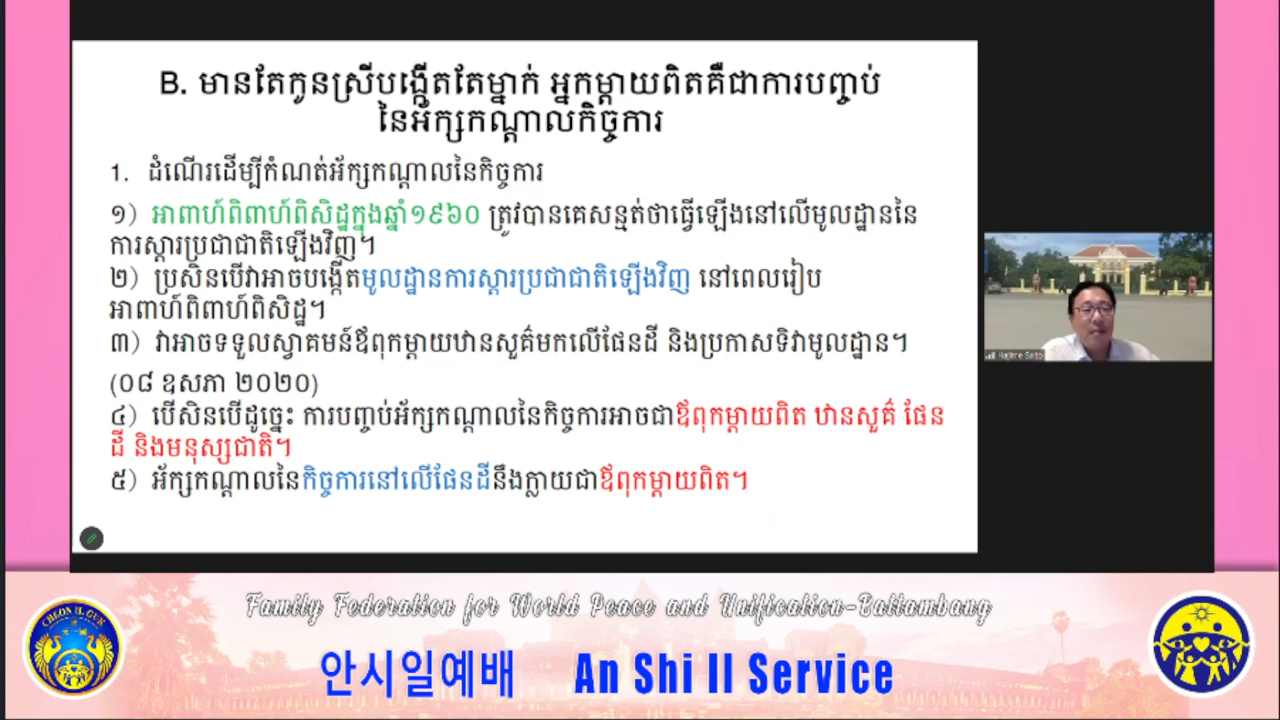 B. មានតែកូនស្រីបង្កើតតែម្នាក់ អ្នកម្តាយពិតគឺជាការបញ្ចប់
នៃអ័ក្សកណ្តាលកិច្ចការ
1. ដំណើរដើម្បីកំណត់អ័ក្សកណ្តាលនៃកិច្ចការ
១) អាពាហ៍ពិពាហ៍ពិសិដ្ឋក្នុងឆ្នាំ១៩៦០ ត្រូវបានគេសន្មត់ថាធ្វើឡើងនៅលើមូលដ្ឋាននៃ
ការស្តារប្រជាជាតិឡើងវិញ។
២) ប្រសិនបើវាអាចបង្កើតមូលដ្ឋានការស្តារប្រជាជាតិឡើងវិញ នៅពេលរៀប
អាពាហ៍ពិពាហ៍ពិសិដ្ឋ។
៣) វាអាចទទួលស្វាគមន៍ឪពុកម្តាយឋានសួគ៌មកលើផែនដី និងប្រកាសទិវាមូលដ្ឋាន។
(០៨ ឧសភា ២០២០)
៤) បើសិនបើដូច្នេះ ការបញ្ចប់អ័ក្សកណ្តាលនៃកិច្ចការអាចជាឪពុកម្តាយពិត ឋានសួគ៌ ផែន
ដី និងមនុស្សជាតិ។
៥) អ័ក្សកណ្តាលនៃកិច្ចការនៅលើផែនដីនឹងក្លាយជាឪពុកម្តាយពិត។
Hajime Sato
CHEON IL GUK
Family Federation for World Peace and Unification-Battambang
안시일예배 An Shi Il Service